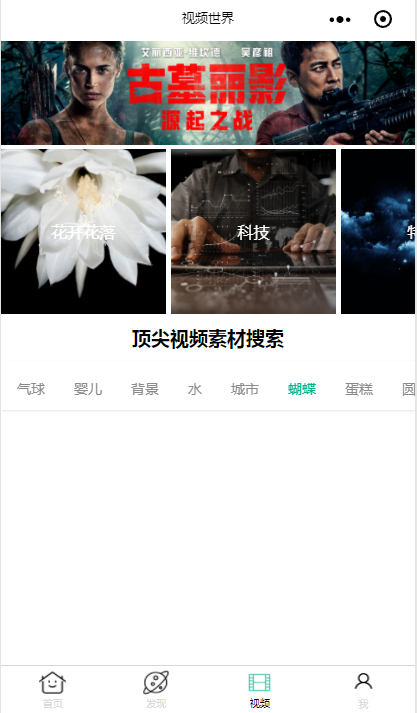 视频世界
艾丽西亚·维坎德 吴彦祖
古墓丽影
源起之战
花开花落
科技
特
顶尖视频素材搜索
气球 婴儿 背景 水 城市 蝴蝶 蛋糕 圆
首页 发现 视频 我